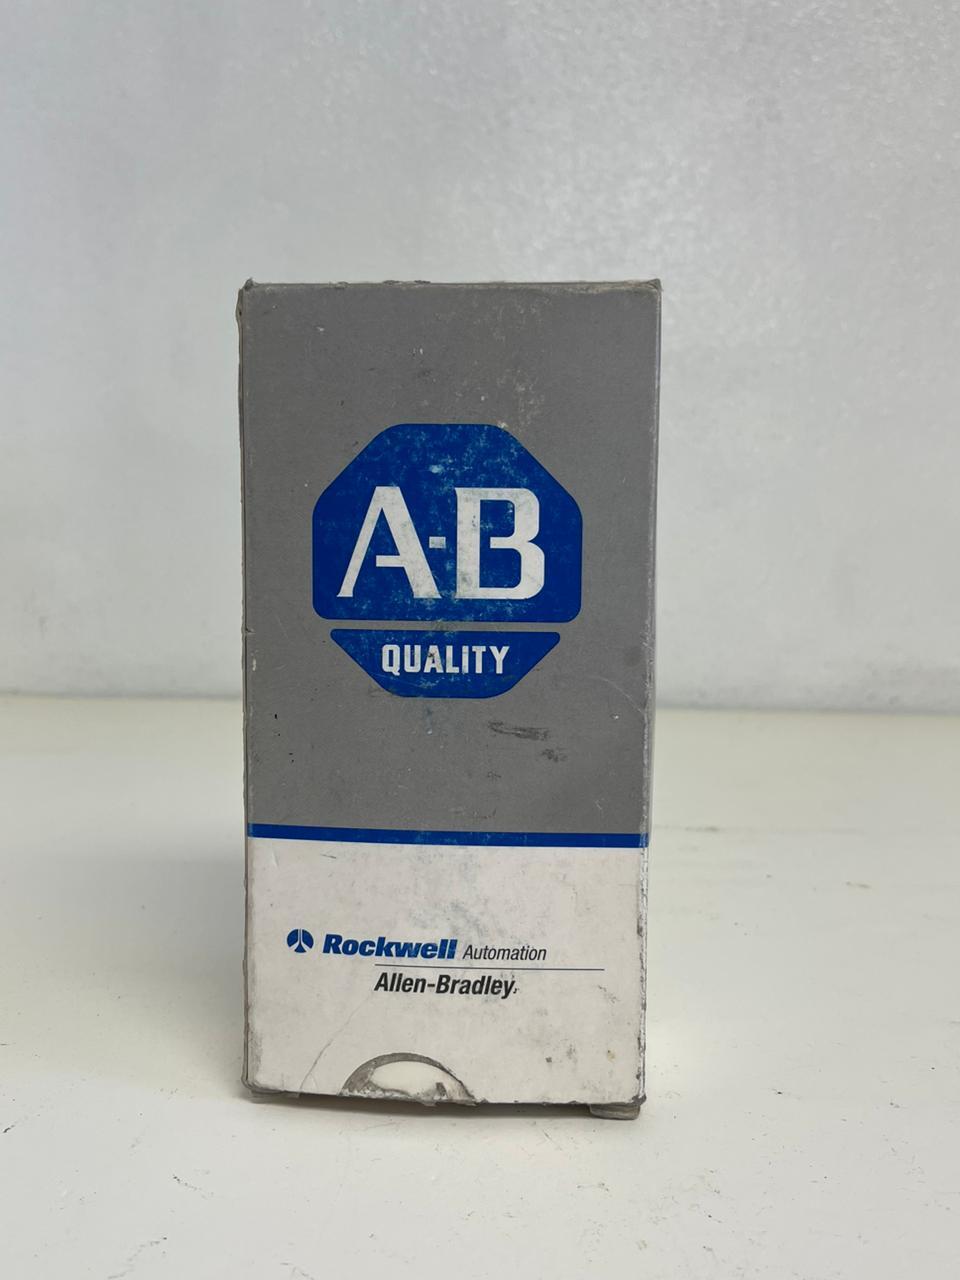 A-B
QUALITY
Rockwell Automation
Allen-Bradley